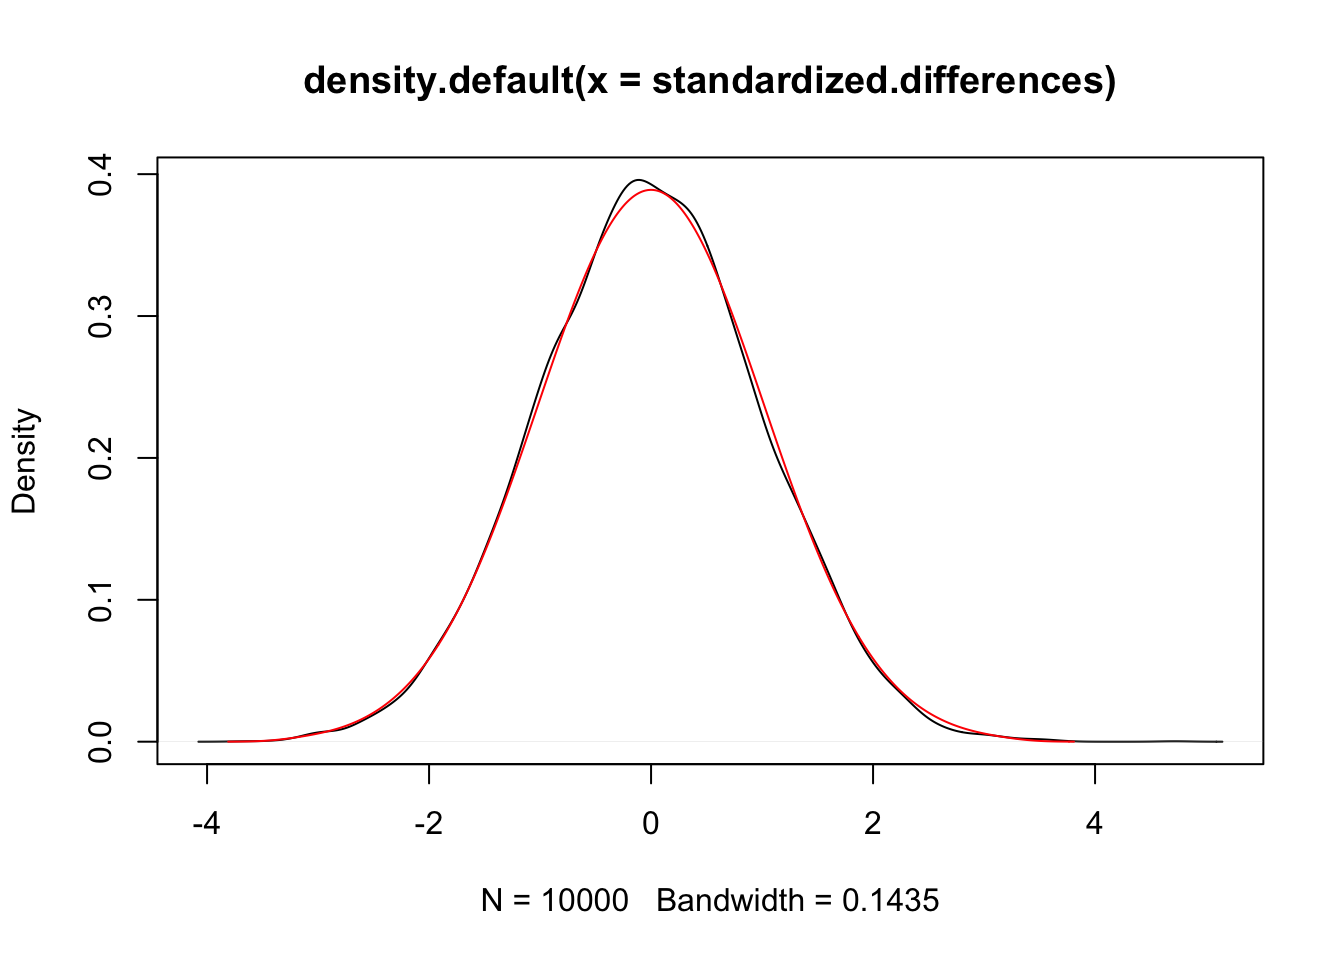 density.default(x = standardized.differences)
0.4
0.3
0.2
0.1
0.0
Density
-4 -2 0 2 4
N = 10000 Bandwidth = 0.1435